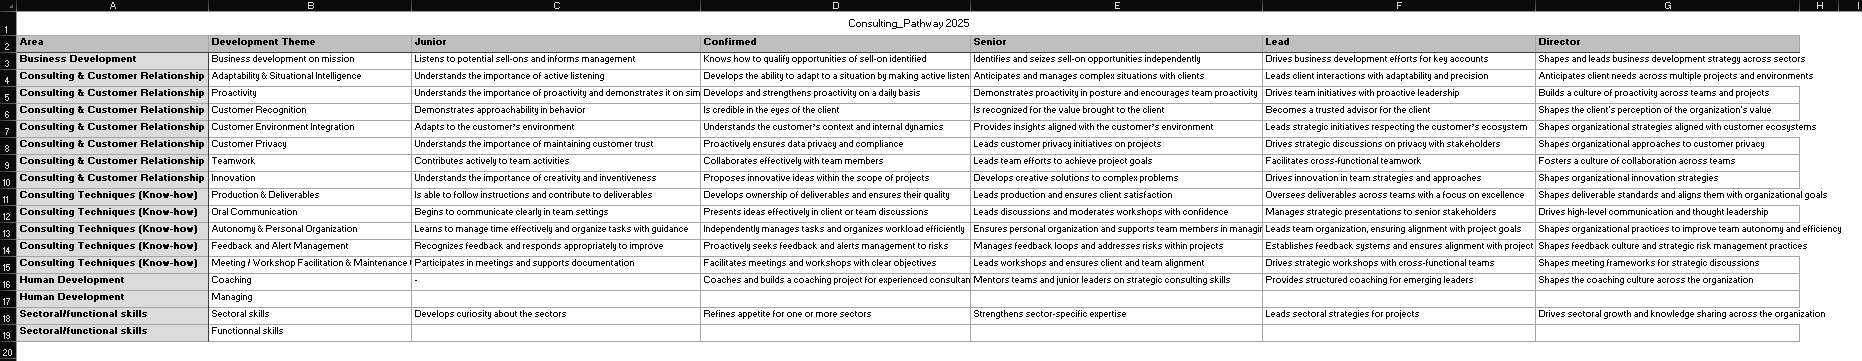 A B C D E F G H I
1 Consulting_Pathway 2025
2 Area Development Theme Junior Confirmed Senior Lead Director
3 Business Development Business development on mission Listens to potential sell-ons and informs management Knows how to qualify opportunities of sell-on identified Identifies and seizes sell-on opportunities independently Drives business development efforts for key accounts Shapes and leads business development strategy across sectors
4 Consulting & Customer Relationship Adaptability & Situational Intelligence Understands the importance of active listening Develops the ability to adapt to a situation by making active listen Anticipates and manages complex situations with clients Leads client interactions with adaptability and precision Anticipates client needs across multiple projects and environments
5 Consulting & Customer Relationship Proactivity Understands the importance of proactivity and demonstrates it on sim Develops and strengthens proactivity on a daily basis Demonstrates proactivity in posture and encourages team proactivity Drives team initiatives with proactive leadership Builds a culture of proactivity across teams and projects
6 Consulting & Customer Relationship Customer Recognition Demonstrates approachability in behavior Is credible in the eyes of the client Is recognized for the value brought to the client Becomes a trusted advisor for the client Shapes the client's perception of the organization's value
7 Consulting & Customer Relationship Customer Environment Integration Adapts to the customer's environment Understands the customer's context and internal dynamics Provides insights aligned with the customer's environment Leads strategic initiatives respecting the customer's ecosystem Shapes organizational strategies aligned with customer ecosystems
8 Consulting & Customer Relationship Customer Privacy Understands the importance of maintaining customer trust Proactively ensures data privacy and compliance Leads customer privacy initiatives on projects Drives strategic discussions on privacy with stakeholders Shapes organizational approaches to customer privacy
9 Consulting & Customer Relationship Teamwork Contributes actively to team activities Collaborates effectively with team members Leads team efforts to achieve project goals Facilitates cross-functional teamwork Fosters a culture of collaboration across teams
10 Consulting & Customer Relationship Innovation Understands the importance of creativity and inventiveness Proposes innovative ideas within the scope of projects Develops creative solutions to complex problems Drives innovation in team strategies and approaches Shapes organizational innovation strategies
11 Consulting Techniques (Know-how) Production & Deliverables Is able to follow instructions and contribute to deliverables Develops ownership of deliverables and ensures their quality Leads production and ensures client satisfaction Oversees deliverables across teams with a focus on excellence Shapes deliverable standards and aligns them with organizational goals
12 Consulting Techniques (Know-how) Oral Communication Begins to communicate clearly in team settings Presents ideas effectively in client or team discussions Leads discussions and moderates workshops with confidence Manages strategic presentations to senior stakeholders Drives high-level communication and thought leadership
13 Consulting Techniques (Know-how) Autonomy & Personal Organization Learns to manage time effectively and organize tasks with guidance Independently manages tasks and organizes workload efficiently Ensures personal organization and supports team members in managin Leads team organization, ensuring alignment with project goals Shapes organizational practices to improve team autonomy and efficiency
14 Consulting Techniques (Know-how) Feedback and Alert Management Recognizes feedback and responds appropriately to improve Proactively seeks feedback and alerts management to risks Manages feedback loops and addresses risks within projects Establishes feedback systems and ensures alignment with project Shapes feedback culture and strategic risk management practices
15 Consulting Techniques (Know-how) Meeting / Workshop Facilitation & Maintenance ( Participates in meetings and supports documentation Facilitates meetings and workshops with clear objectives Leads workshops and ensures client and team alignment Drives strategic workshops with cross-functional teams Shapes meeting frameworks for strategic discussions
16 Human Development Coaching - Coaches and builds a coaching project for experienced consultan Mentors teams and junior leaders on strategic consulting skills Provides structured coaching for emerging leaders Shapes the coaching culture across the organization
17 Human Development Managing
18 Sectoral/functional skills Sectoral skills Develops curiosity about the sectors Refines appetite for one or more sectors Strengthens sector-specific expertise Leads sectoral strategies for projects Drives sectoral growth and knowledge sharing across the organization
19 Sectoral/functional skills Functionnal skills
20